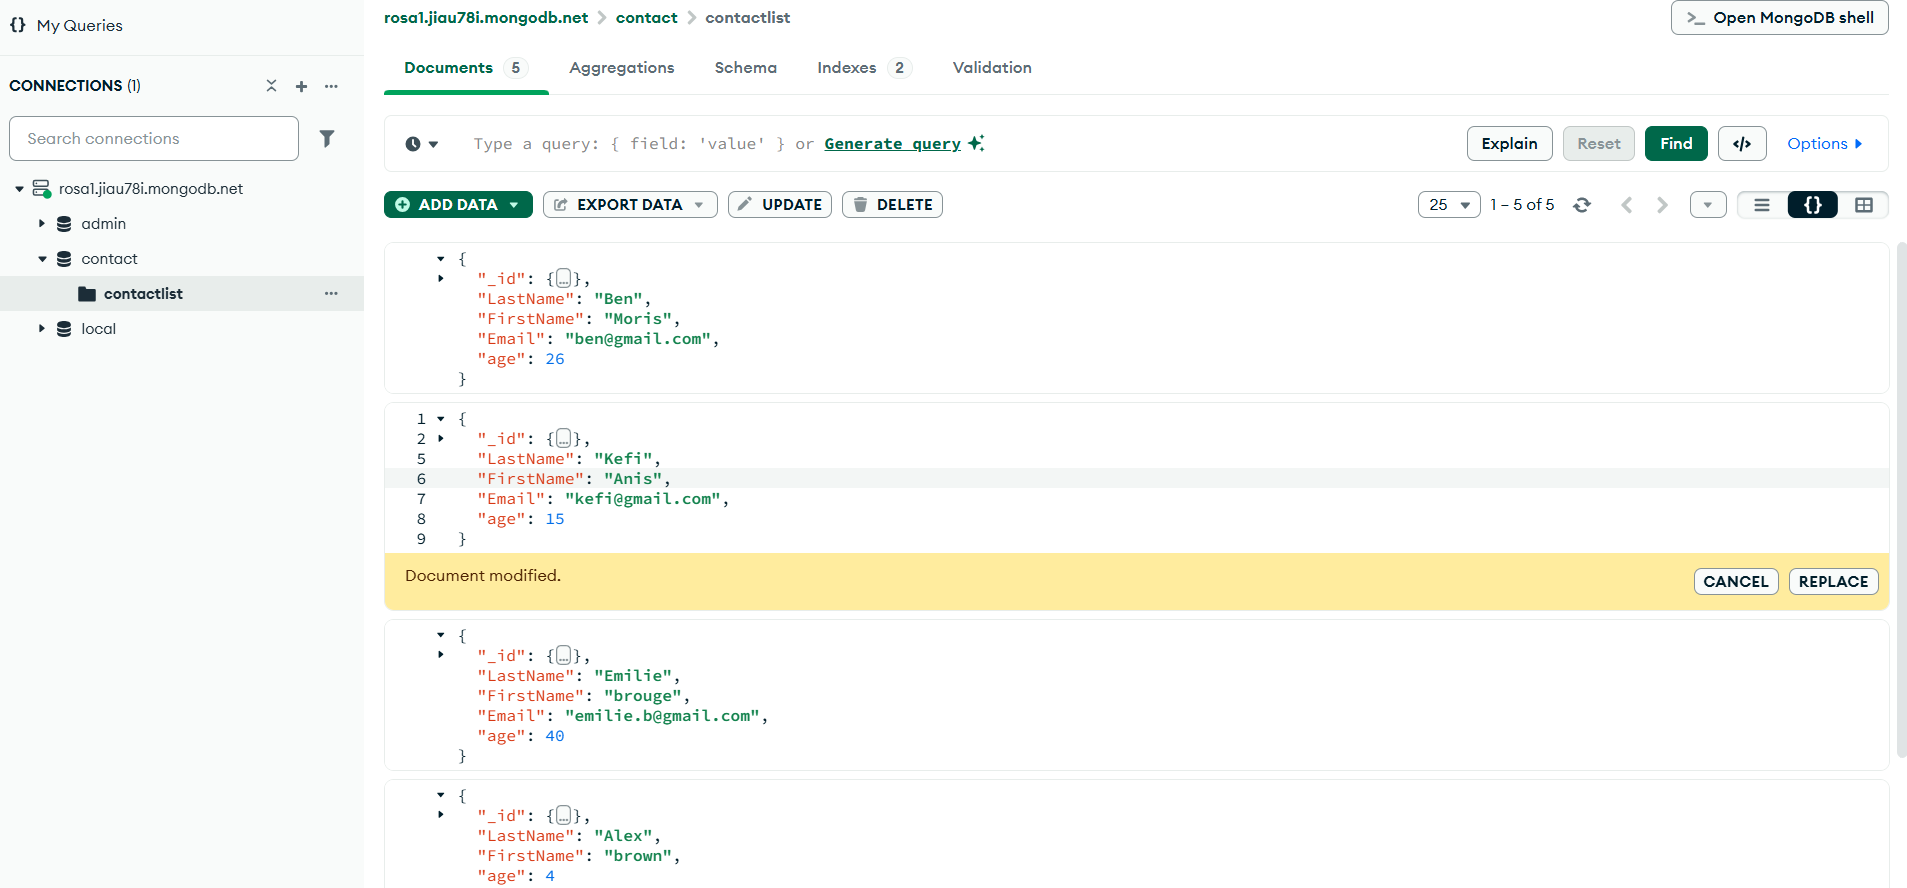 My Queries
CONNECTIONS (1)
Search connections
rosa1.jiau78i.mongodb.net
admin
contact
contactlist
local
rosa1.jiau78i.mongodb.net > contact > contactlist
>_ Open MongoDB shell
Documents 5 Aggregations Schema Indexes 2 Validation
Type a query: { field: 'value' } or Generate query
Explain Reset Find </> Options
ADD DATA EXPORT DATA UPDATE DELETE
25 1 – 5 of 5 {}
{
"_id": {…},
"LastName": "Ben",
"FirstName": "Moris",
"Email": "ben@gmail.com",
"age": 26
}
1 {
2 "_id": {…},
5 "LastName": "Kefi",
6 "FirstName": "Anis",
7 "Email": "kefi@gmail.com",
8 "age": 15
9 }
Document modified.
CANCEL REPLACE
{
"_id": {…},
"LastName": "Emilie",
"FirstName": "brouge",
"Email": "emilie.b@gmail.com",
"age": 40
}
{
"_id": {…},
"LastName": "Alex",
"FirstName": "brown",
"age": 4